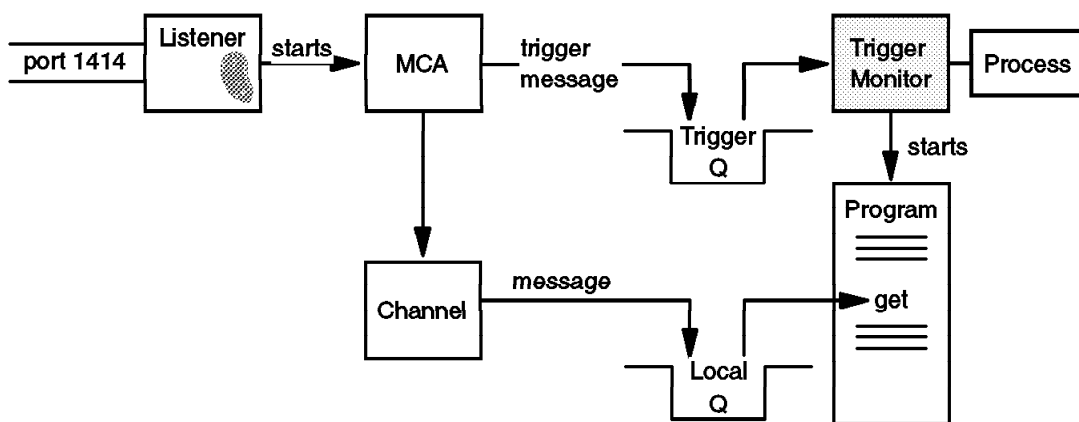 port 1414
Listener
starts
MCA
trigger
message
Trigger
Q
Trigger
Monitor
Process
starts
Channel
message
Local
Q
Program
get